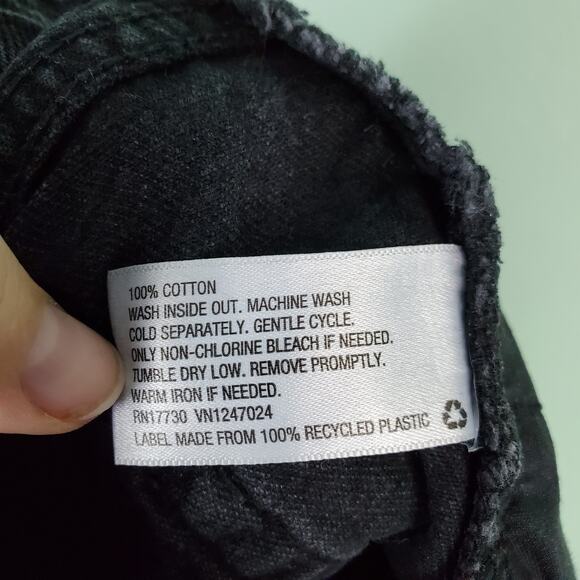 100% COTTON
WASH INSIDE OUT. MACHINE WASH
COLD SEPARATELY. GENTLE CYCLE.
ONLY NON-CHLORINE BLEACH IF NEEDED.
TUMBLE DRY LOW. REMOVE PROMPTLY.
WARM IRON IF NEEDED.
RN17730 VN1247024
LABEL MADE FROM 100% RECYCLED PLASTIC